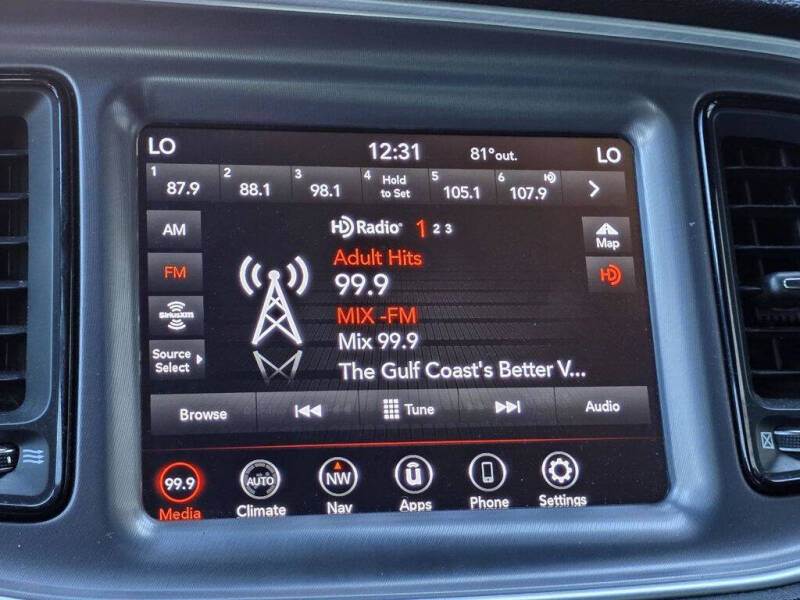 LO 12:31 81°out. LO
1 87.9 2 88.1 3 98.1 4 Hold to Set 5 105.1 6 107.9 HD
AM
FM
SiriusXM
Source Select
HD Radio 1 2 3
Adult Hits
99.9
MIX -FM
Mix 99.9
The Gulf Coast's Better V...
Map
HD
Browse Tune Audio
99.9 AUTO NW u
Media Climate Nav Apps Phone Settings